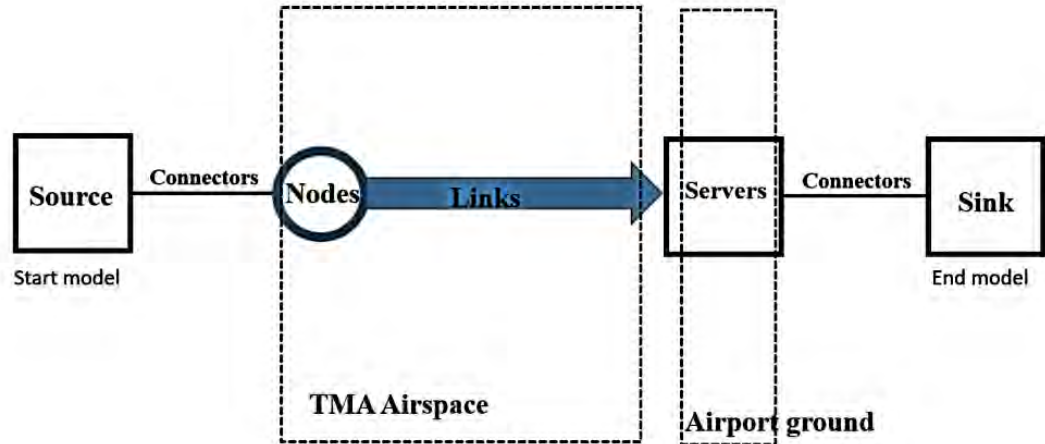 Source
Connectors
Nodes
Links
Servers
Connectors
Sink
Start model
End model
TMA Airspace
Airport ground